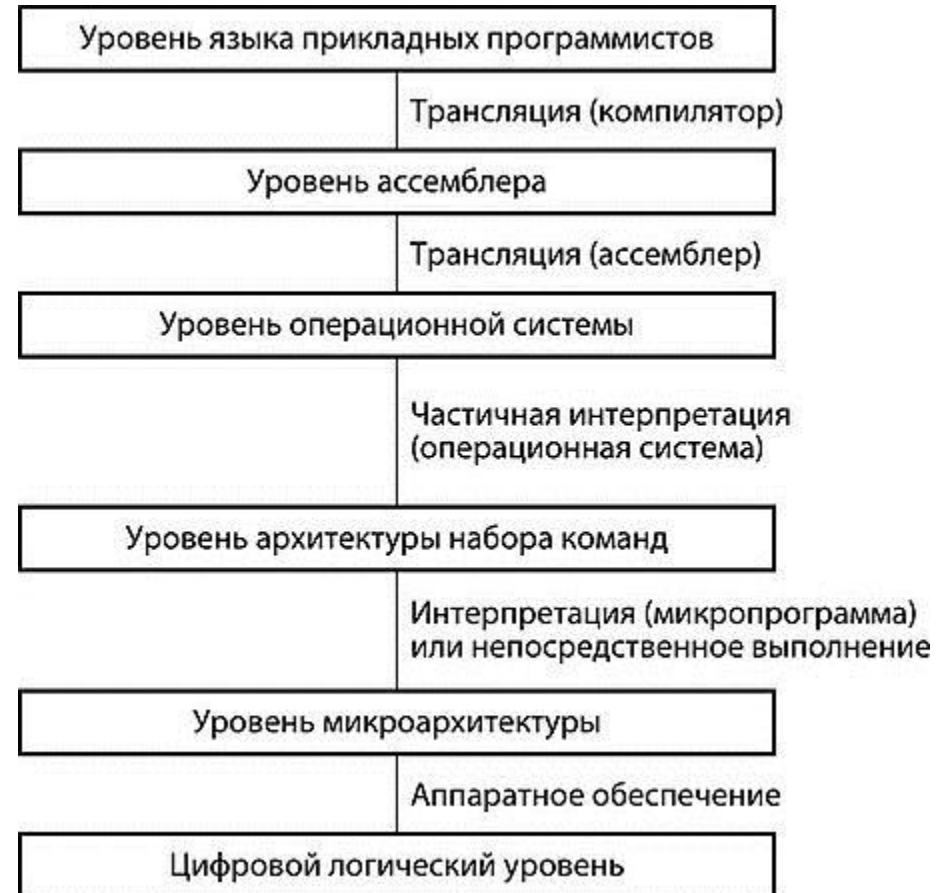 Уровень языка прикладных программистов
Трансляция (компилятор)
Уровень ассемблера
Трансляция (ассемблер)
Уровень операционной системы
Частичная интерпретация
(операционная система)
Уровень архитектуры набора команд
Интерпретация (микропрограмма)
или непосредственное выполнение
Уровень микроархитектуры
Аппаратное обеспечение
Цифровой логический уровень